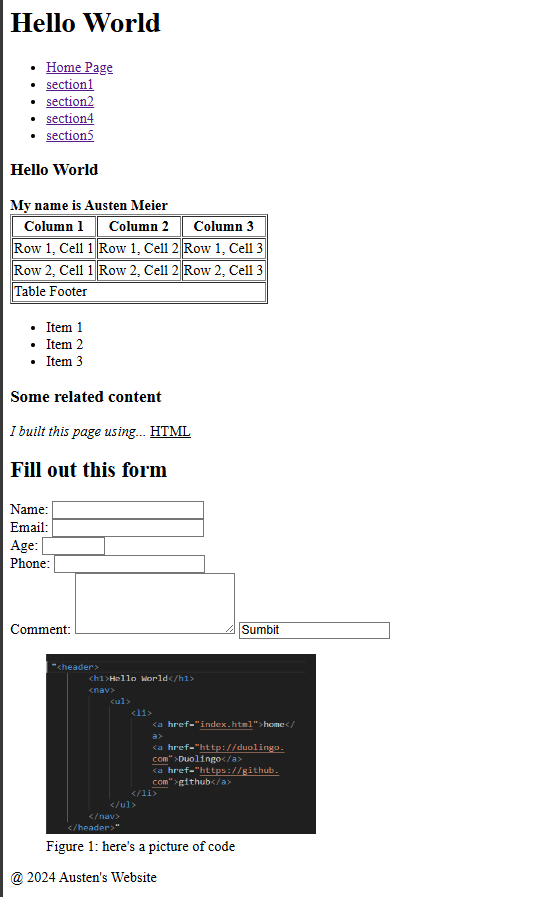 Hello World
Home Page
section1
section2
section4
section5
Hello World
My name is Austen Meier
Column 1 Column 2 Column 3
Row 1, Cell 1 Row 1, Cell 2 Row 1, Cell 3
Row 2, Cell 1 Row 2, Cell 2 Row 2, Cell 3
Table Footer
Item 1
Item 2
Item 3
Some related content
I built this page using... HTML
Fill out this form
Name:
Email:
Age:
Phone:
Comment: Sumbit
"<header>
<h1>Hello World</h1>
<nav>
<ul>
<li>
<a href="index.html">home</
a>
<a href="http://duolingo.
com">Duolingo</a>
<a href="https://github.
com">github</a>
</li>
</ul>
</nav>
</header>"
Figure 1: here's a picture of code
@ 2024 Austen's Website